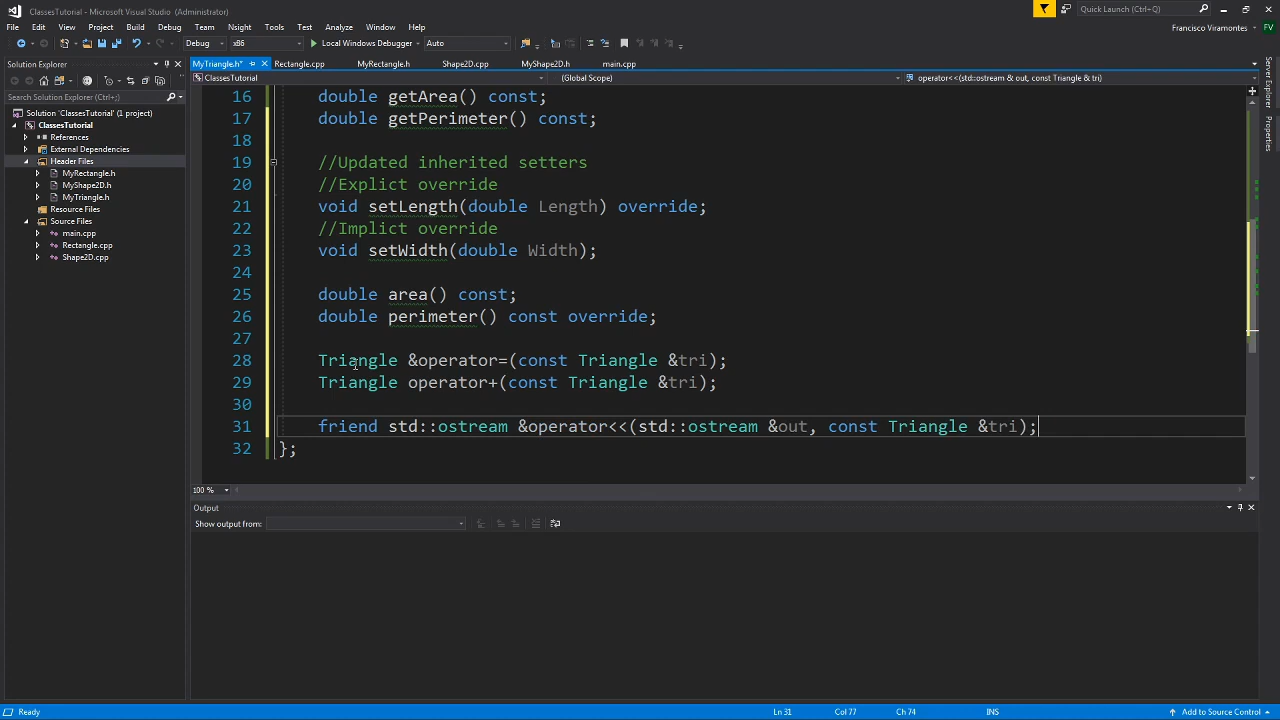 ClassesTutorial - Microsoft Visual Studio (Administrator)
Quick Launch (Ctrl+Q)
File Edit View Project Build Debug Team Nsight Tools Test Analyze Window Help
Francisco Viramontes FV
Debug x86 Local Windows Debugger Auto
Solution Explorer
MyTriangle.h* Rectangle.cpp MyRectangle.h Shape2D.cpp MyShape2D.h main.cpp
ClassesTutorial (Global Scope) operator<<(std::ostream & out, const Triangle & tri)
Search Solution Explorer (Ctrl+;)
Solution 'ClassesTutorial' (1 project)
ClassesTutorial
References
External Dependencies
Header Files
MyRectangle.h
MyShape2D.h
MyTriangle.h
Resource Files
Source Files
main.cpp
Rectangle.cpp
Shape2D.cpp
16 double getArea() const;
17 double getPerimeter() const;
18
19 //Updated inherited setters
20 //Explict override
21 void setLength(double Length) override;
22 //Implict override
23 void setWidth(double Width);
24
25 double area() const;
26 double perimeter() const override;
27
28 Triangle &operator=(const Triangle &tri);
29 Triangle operator+(const Triangle &tri);
30
31 friend std::ostream &operator<<(std::ostream &out, const Triangle &tri);
32 };
100 %
Output
Show output from:
Server Explorer
Properties
Ready Ln 31 Col 77 Ch 74 INS Add to Source Control